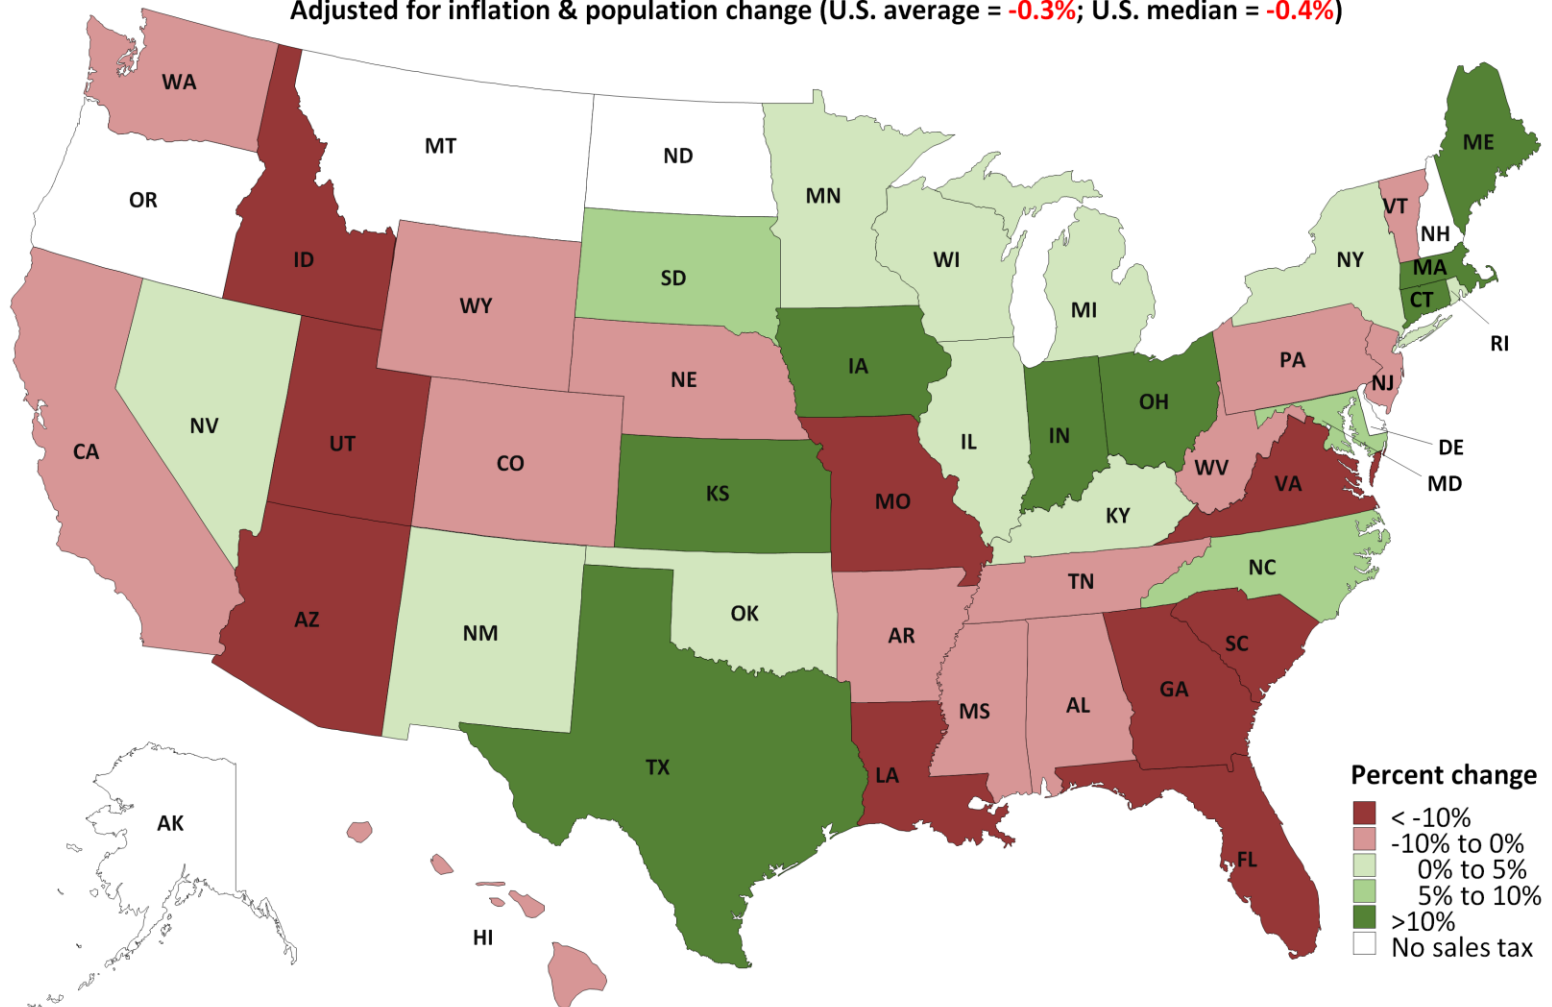 Adjusted for inflation & population change (U.S. average = -0.3%; U.S. median = -0.4%)
WA
MT
ND
OR
ID
WY
SD
MN
WI
MI
NY
VT
NH
ME
MA
CT
RI
NV
CA
UT
CO
NE
KS
IA
MO
IL
IN
OH
PA
NJ
DE
MD
WV
VA
KY
TN
NC
AZ
NM
OK
AR
SC
GA
MS
AL
TX
LA
FL
AK
HI
Percent change
< -10%
-10% to 0%
0% to 5%
5% to 10%
>10%
No sales tax